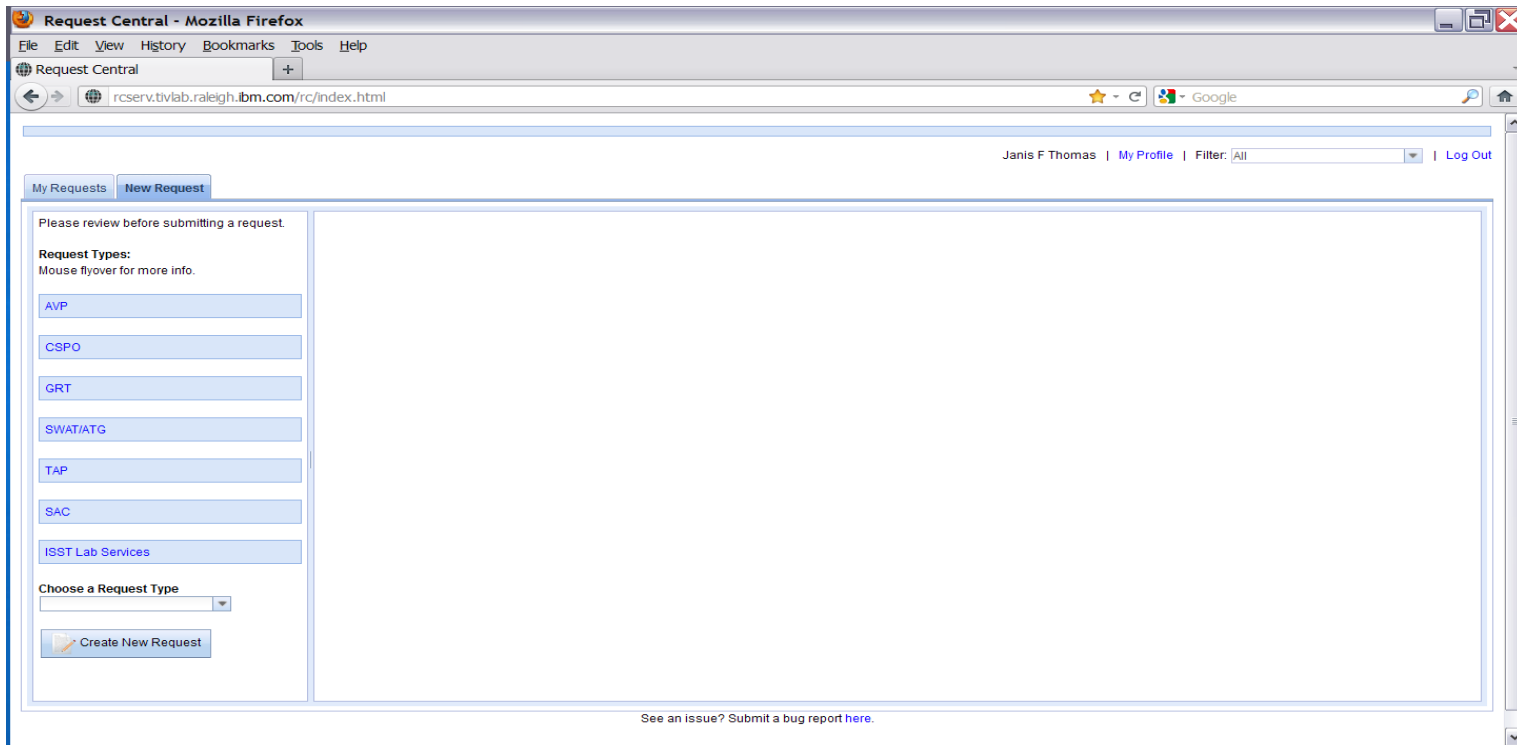 Request Central - Mozilla Firefox
File Edit View History Bookmarks Tools Help
Request Central +
rcserv.tivlab.raleigh.ibm.com/rc/index.html Google
Janis F Thomas | My Profile | Filter: All | Log Out
My Requests New Request
Please review before submitting a request.
Request Types:
Mouse flyover for more info.
AVP
CSPO
GRT
SWAT/ATG
TAP
SAC
ISST Lab Services
Choose a Request Type
Create New Request
See an issue? Submit a bug report here.